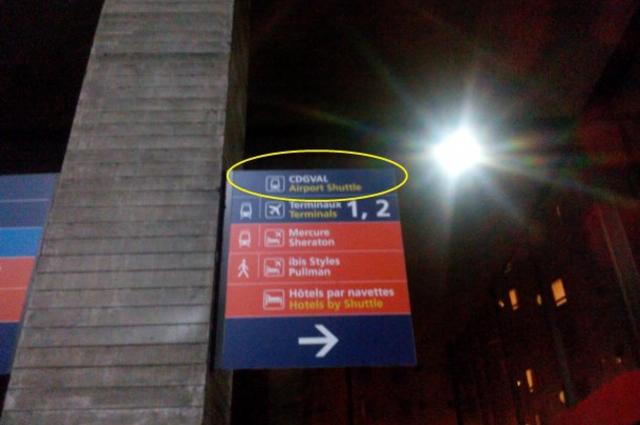 CDGVAL
Airport Shuttle
Terminaux
Terminals
1, 2
Mercure
Sheraton
ibis Styles
Pullman
Hôtels par navettes
Hotels by Shuttle